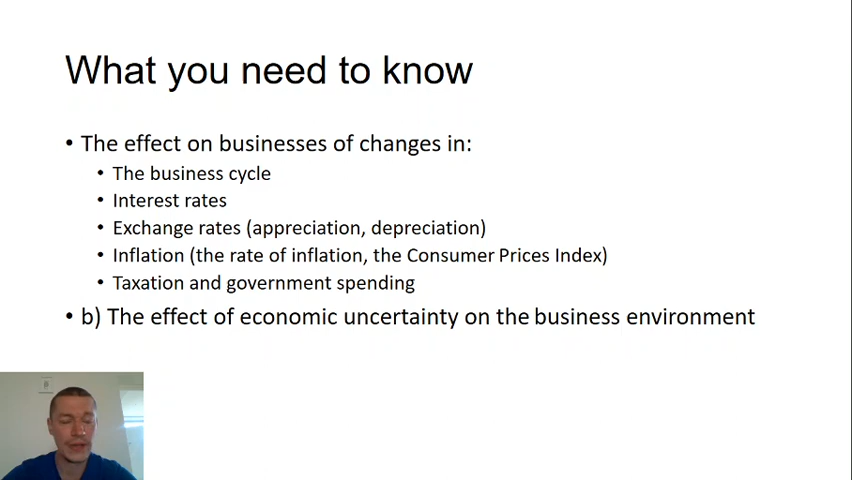 What you need to know
• The effect on businesses of changes in:
• The business cycle
• Interest rates
• Exchange rates (appreciation, depreciation)
• Inflation (the rate of inflation, the Consumer Prices Index)
• Taxation and government spending
• b) The effect of economic uncertainty on the business environment